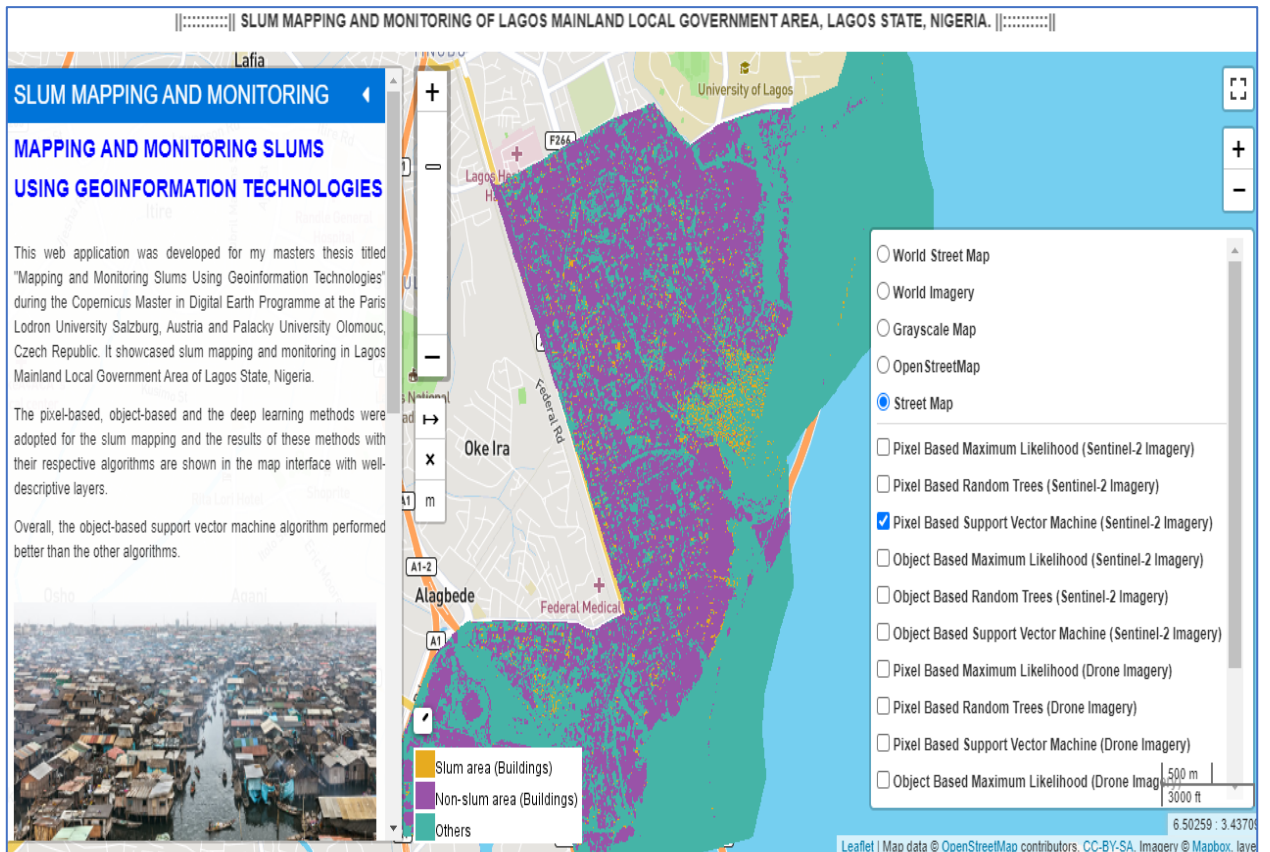 ||::::::::::|| SLUM MAPPING AND MONITORING OF LAGOS MAINLAND LOCAL GOVERNMENT AREA, LAGOS STATE, NIGERIA. ||::::::::::||
Lafia
SLUM MAPPING AND MONITORING
MAPPING AND MONITORING SLUMS
USING GEOINFORMATION TECHNOLOGIES
This web application was developed for my masters thesis titled
"Mapping and Monitoring Slums Using Geoinformation Technologies"
during the Copernicus Master in Digital Earth Programme at the Paris
Lodron University Salzburg, Austria and Palacky University Olomouc,
Czech Republic. It showcased slum mapping and monitoring in Lagos
Mainland Local Government Area of Lagos State, Nigeria.
The pixel-based, object-based and the deep learning methods were
adopted for the slum mapping and the results of these methods with
their respective algorithms are shown in the map interface with well-
descriptive layers.
Overall, the object-based support vector machine algorithm performed
better than the other algorithms.
+
−
m
University of Lagos
F266
Federal Rd
Oke Ira
A1-2
Alagbede
Federal Medical
A1
Slum area (Buildings)
Non-slum area (Buildings)
Others
+
−
World Street Map
World Imagery
Grayscale Map
OpenStreetMap
Street Map
Pixel Based Maximum Likelihood (Sentinel-2 Imagery)
Pixel Based Random Trees (Sentinel-2 Imagery)
Pixel Based Support Vector Machine (Sentinel-2 Imagery)
Object Based Maximum Likelihood (Sentinel-2 Imagery)
Object Based Random Trees (Sentinel-2 Imagery)
Object Based Support Vector Machine (Sentinel-2 Imagery)
Pixel Based Maximum Likelihood (Drone Imagery)
Pixel Based Random Trees (Drone Imagery)
Pixel Based Support Vector Machine (Drone Imagery)
Object Based Maximum Likelihood (Drone
500 m
3000 ft
6.50259 : 3.43709
Leaflet | Map data © OpenStreetMap contributors, CC-BY-SA, Imagery © Mapbox,